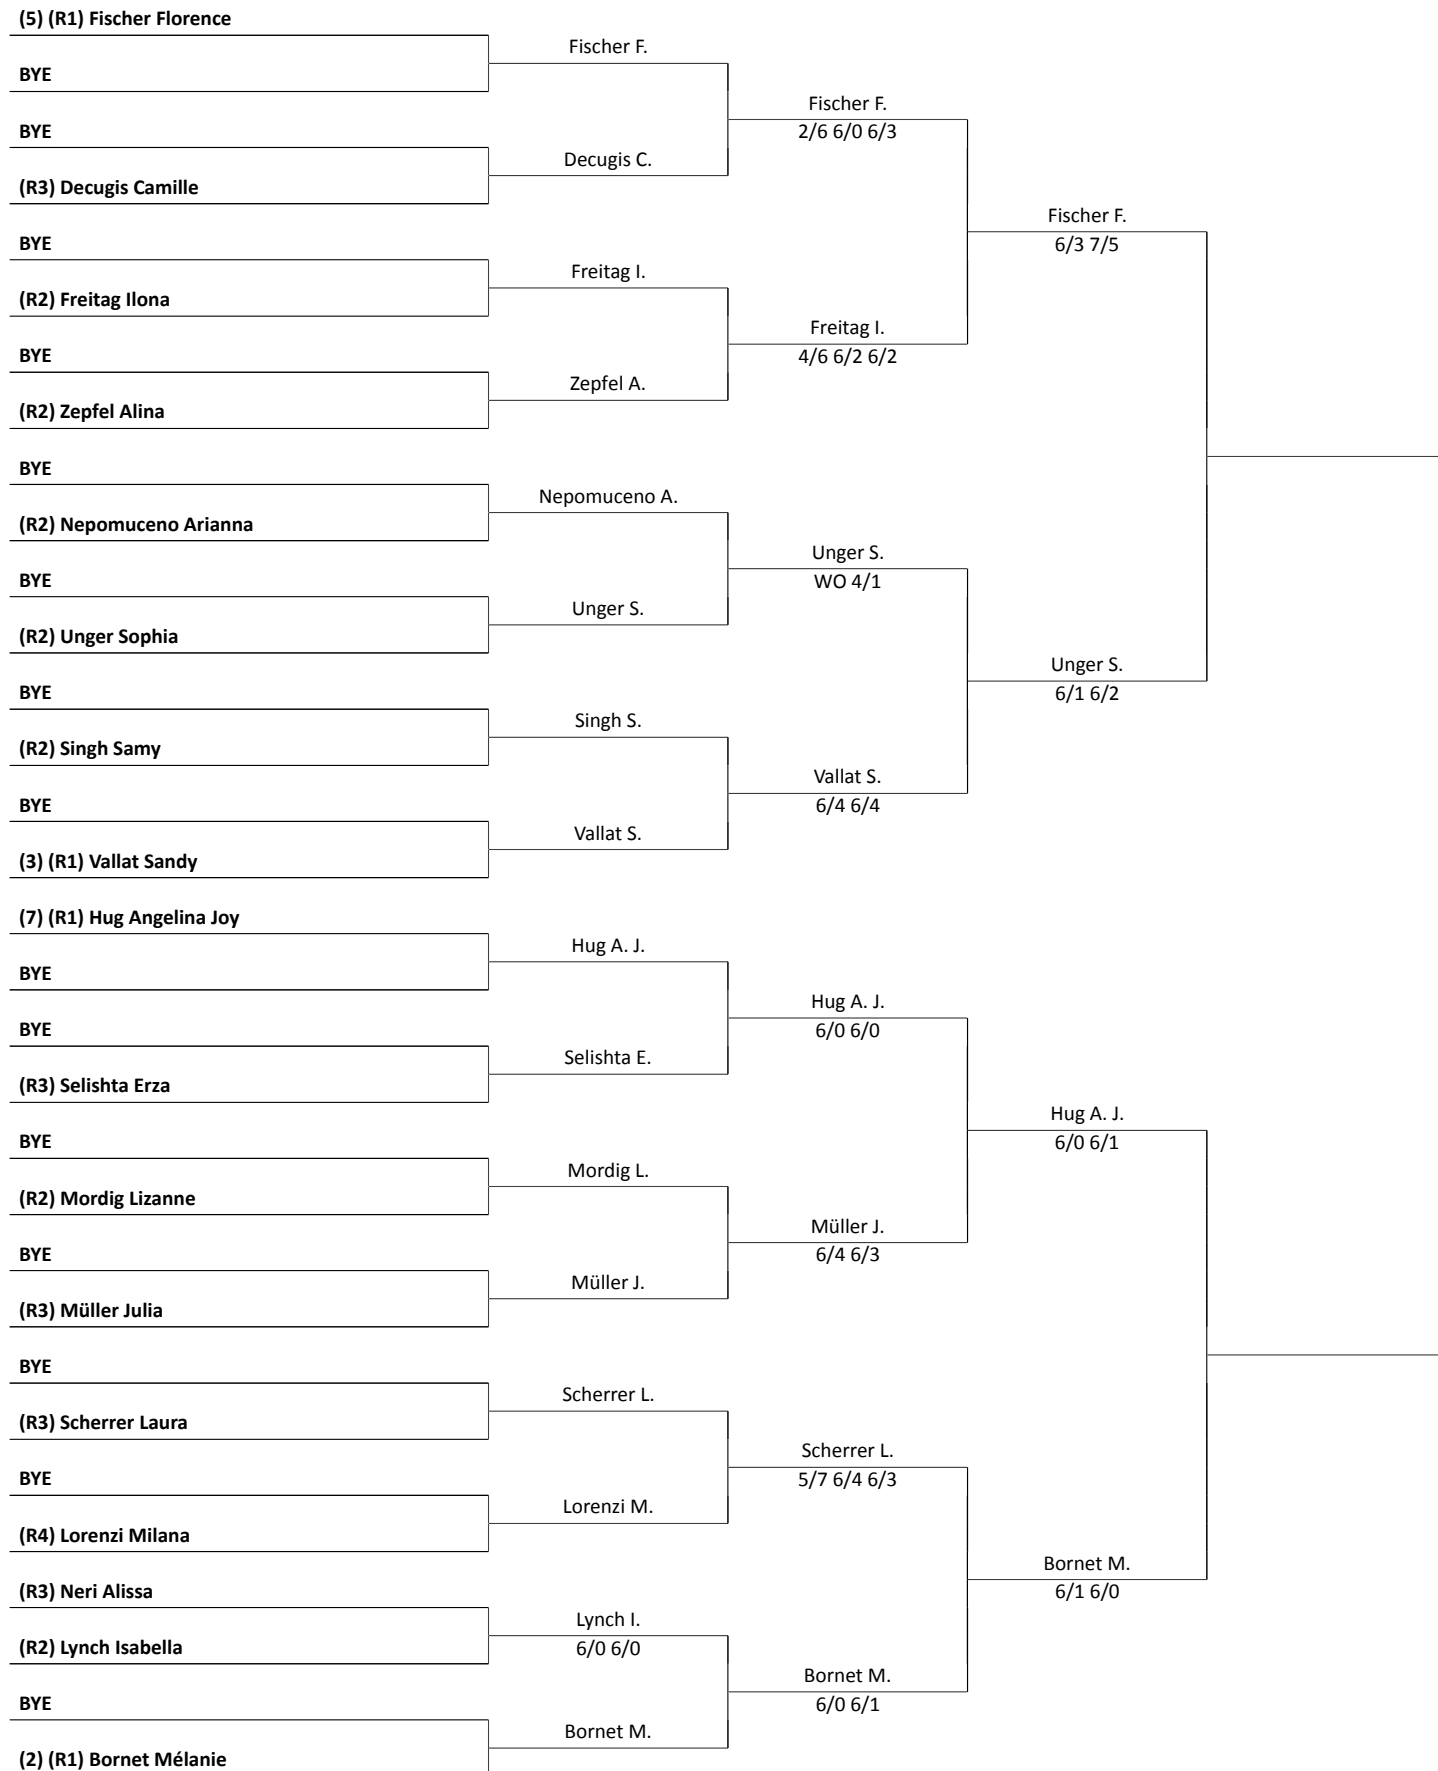 (5) (R1) Fischer Florence
Fischer F.
BYE
Fischer F.
2/6 6/0 6/3
BYE
Decugis C.
(R3) Decugis Camille
Fischer F.
6/3 7/5
BYE
Freitag I.
(R2) Freitag Ilona
Freitag I.
4/6 6/2 6/2
BYE
Zepfel A.
(R2) Zepfel Alina
BYE
Nepomuceno A.
(R2) Nepomuceno Arianna
Unger S.
WO 4/1
BYE
Unger S.
(R2) Unger Sophia
Unger S.
6/1 6/2
BYE
Singh S.
(R2) Singh Samy
Vallat S.
6/4 6/4
BYE
Vallat S.
(3) (R1) Vallat Sandy
(7) (R1) Hug Angelina Joy
Hug A. J.
BYE
Hug A. J.
6/0 6/0
BYE
Selishta E.
(R3) Selishta Erza
Hug A. J.
6/0 6/1
BYE
Mordig L.
(R2) Mordig Lizanne
Müller J.
6/4 6/3
BYE
Müller J.
(R3) Müller Julia
BYE
Scherrer L.
(R3) Scherrer Laura
Scherrer L.
5/7 6/4 6/3
BYE
Lorenzi M.
(R4) Lorenzi Milana
Bornet M.
6/1 6/0
(R3) Neri Alissa
Lynch I.
6/0 6/0
(R2) Lynch Isabella
Bornet M.
6/0 6/1
BYE
Bornet M.
(2) (R1) Bornet Mélanie